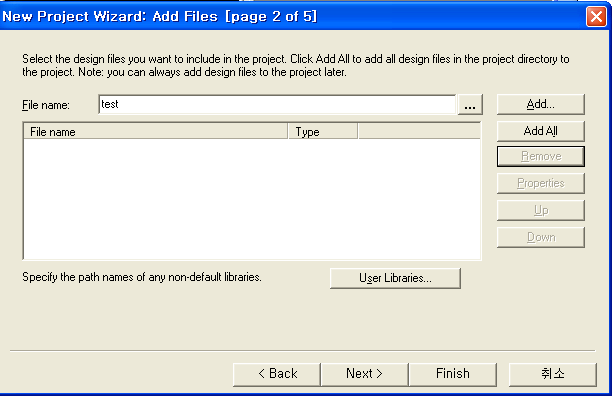 New Project Wizard: Add Files [page 2 of 5]
Select the design files you want to include in the project. Click Add All to add all design files in the project directory to
the project. Note: you can always add design files to the project later.
File name: test ... Add...
File name Type Add All
Remove
Properties
Up
Down
Specify the path names of any non-default libraries. User Libraries...
< Back Next > Finish 취소